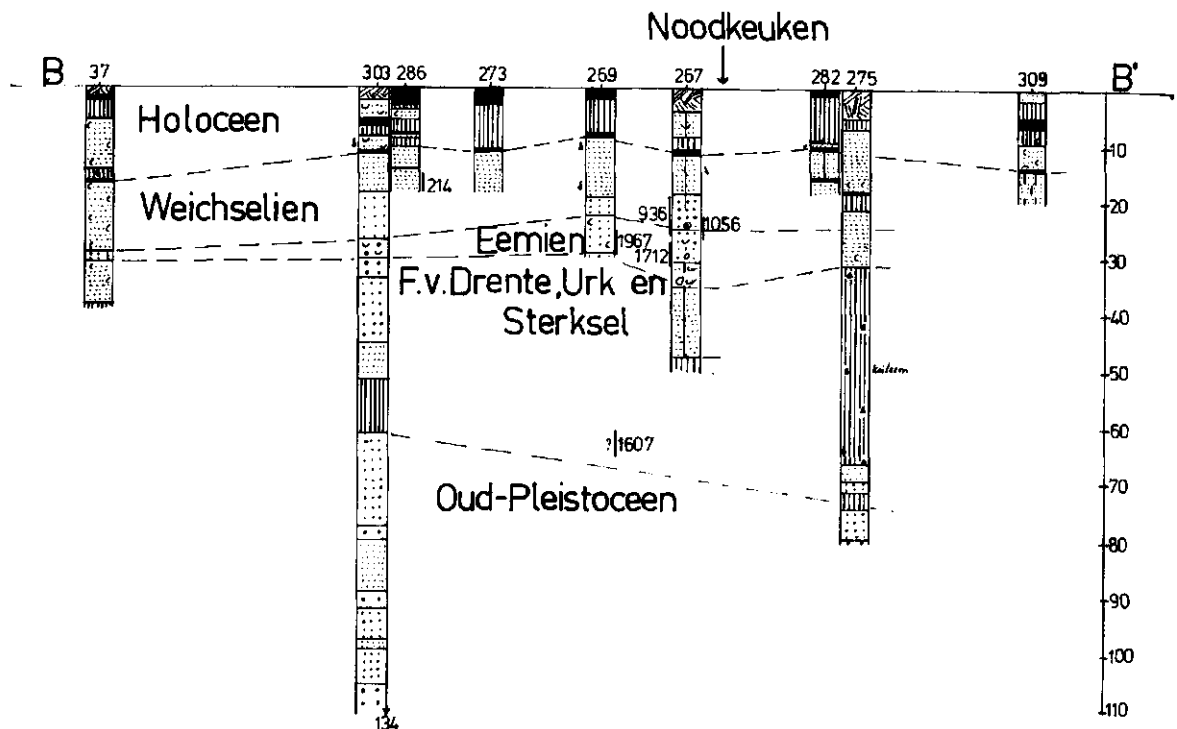 Noodkeuken
B 37 303 286 273 269 267 282 275 309 B'
Holoceen
10
Weichselien
214
20
936 1056
Eemien 1967
1712
30
F.v.Drente,Urk en
Sterksel
40
keileem
50
60
? 1607
70
Oud-Pleistoceen
80
90
100
110
134